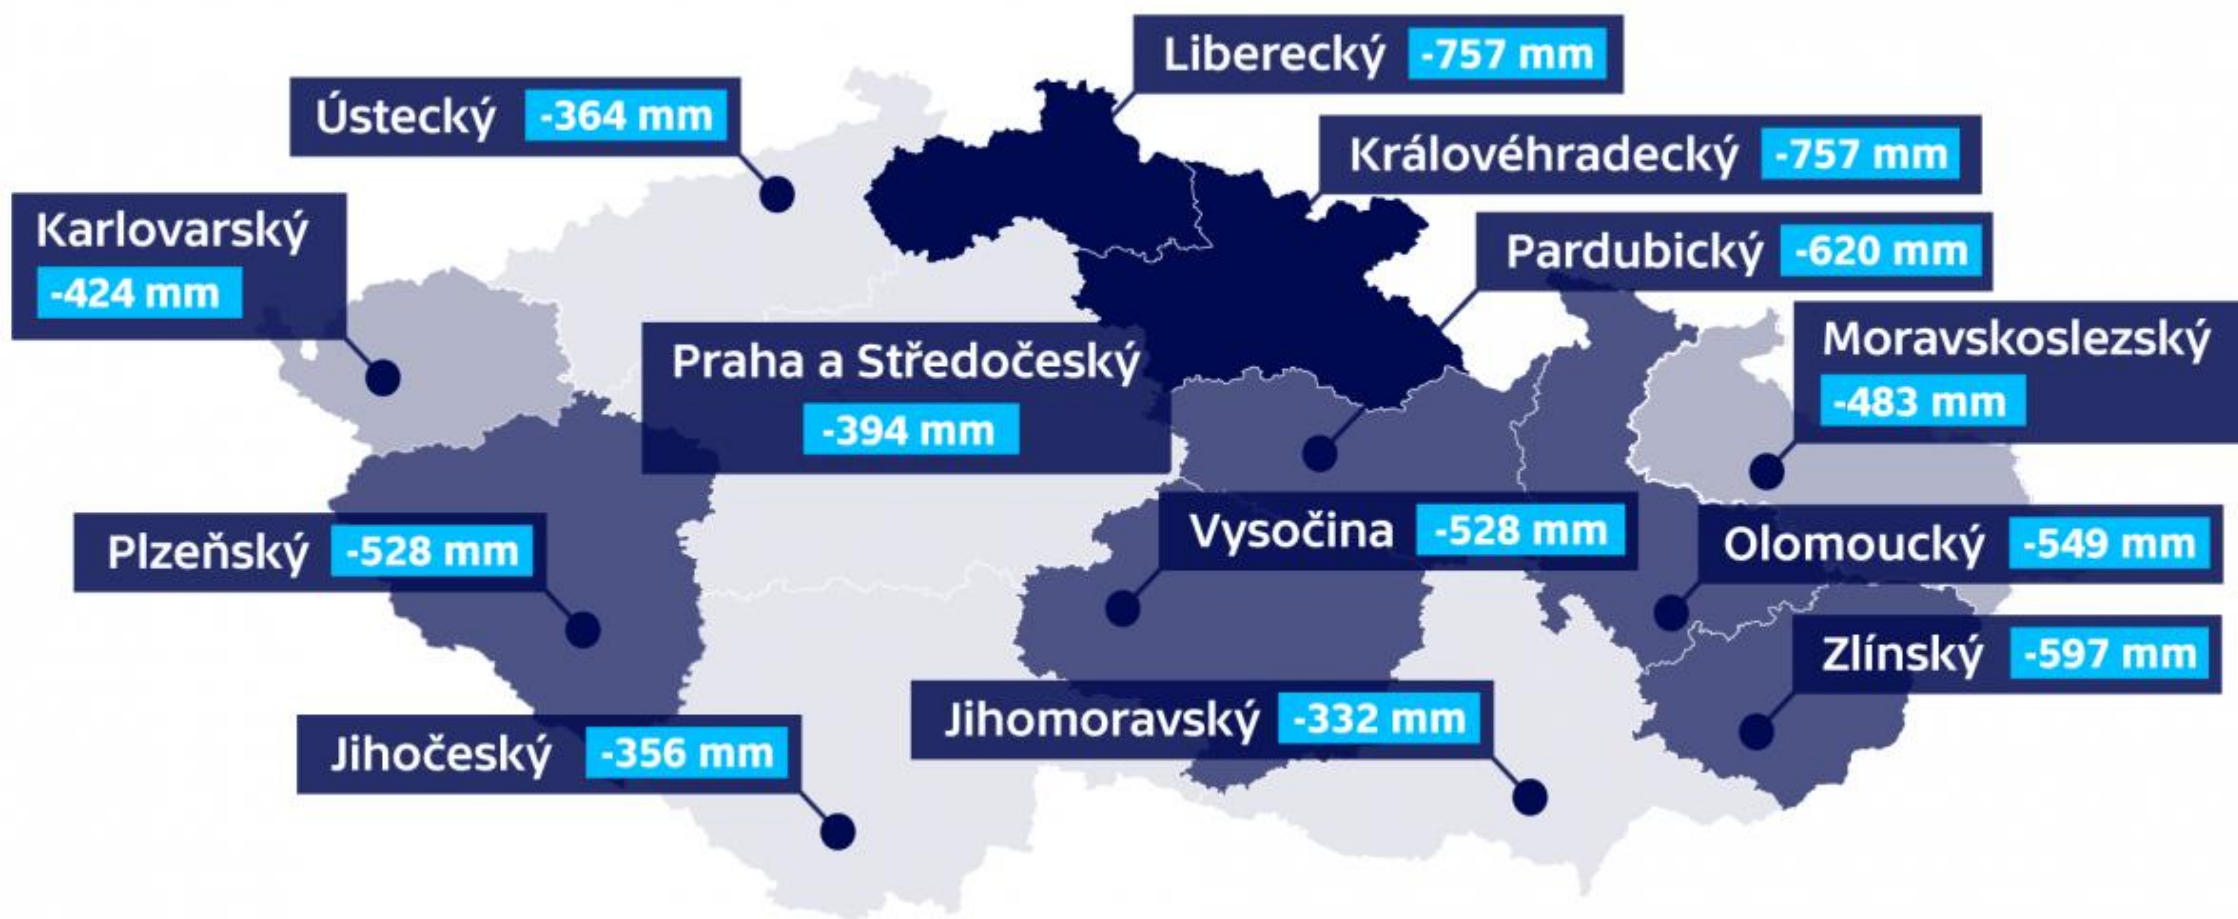 Liberecký -757 mm
Ústecký -364 mm
Královéhradecký -757 mm
Karlovarský
-424 mm
Pardubický -620 mm
Moravskoslezský
-483 mm
Praha a Středočeský
-394 mm
Plzeňský -528 mm
Vysočina -528 mm
Olomoucký -549 mm
Zlínský -597 mm
Jihočeský -356 mm
Jihomoravský -332 mm